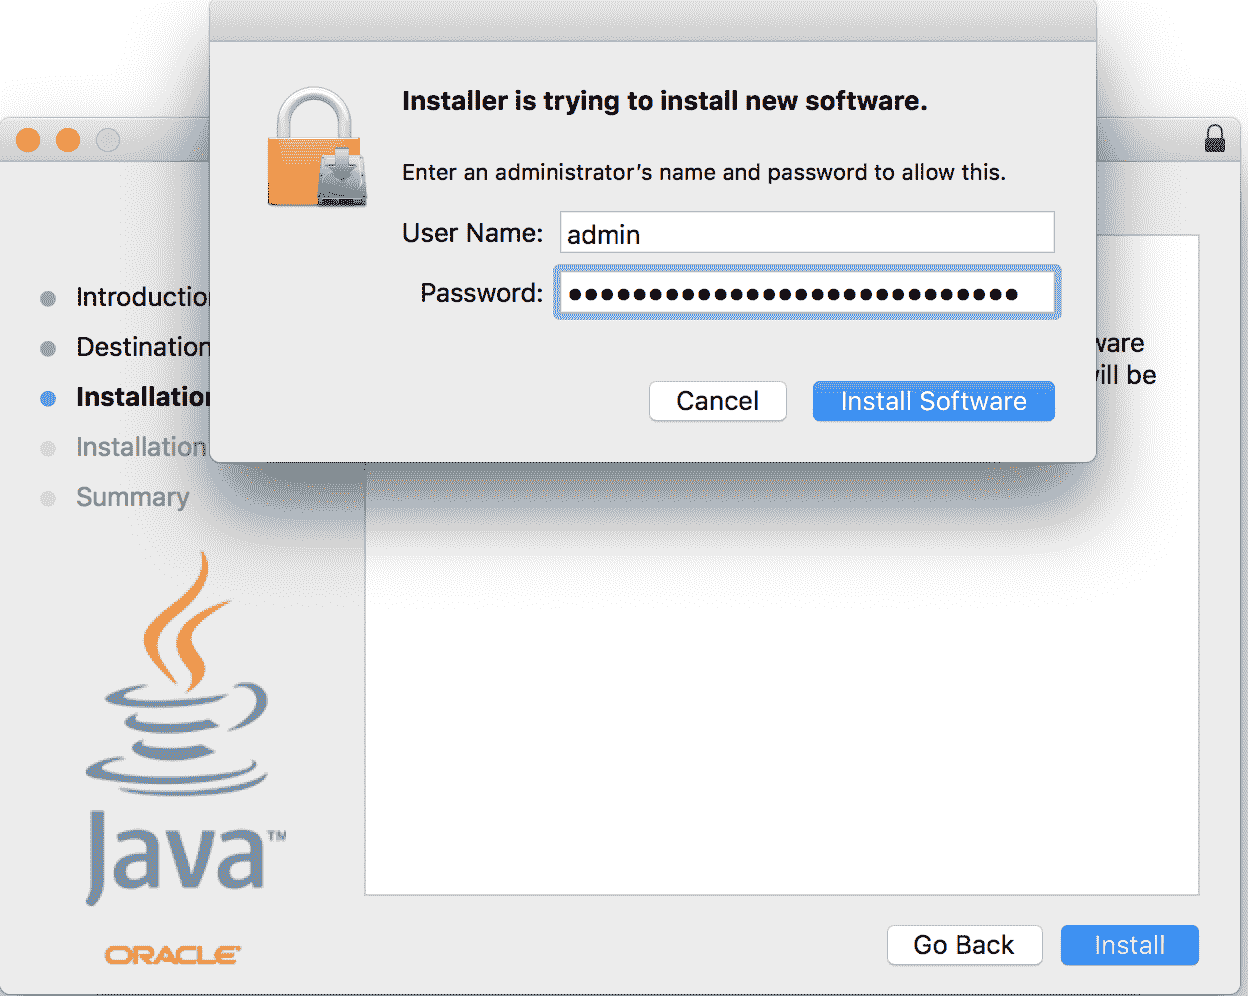 Installer is trying to install new software.
Enter an administrator's name and password to allow this.
User Name: admin
Password: ●●●●●●●●●●●●●●●●●●●●●●●●●●●●
Cancel
Install Software
Introductio
Destination
Installatio
Installation
Summary
ware
ill be
Java™
ORACLE
Go Back
Install